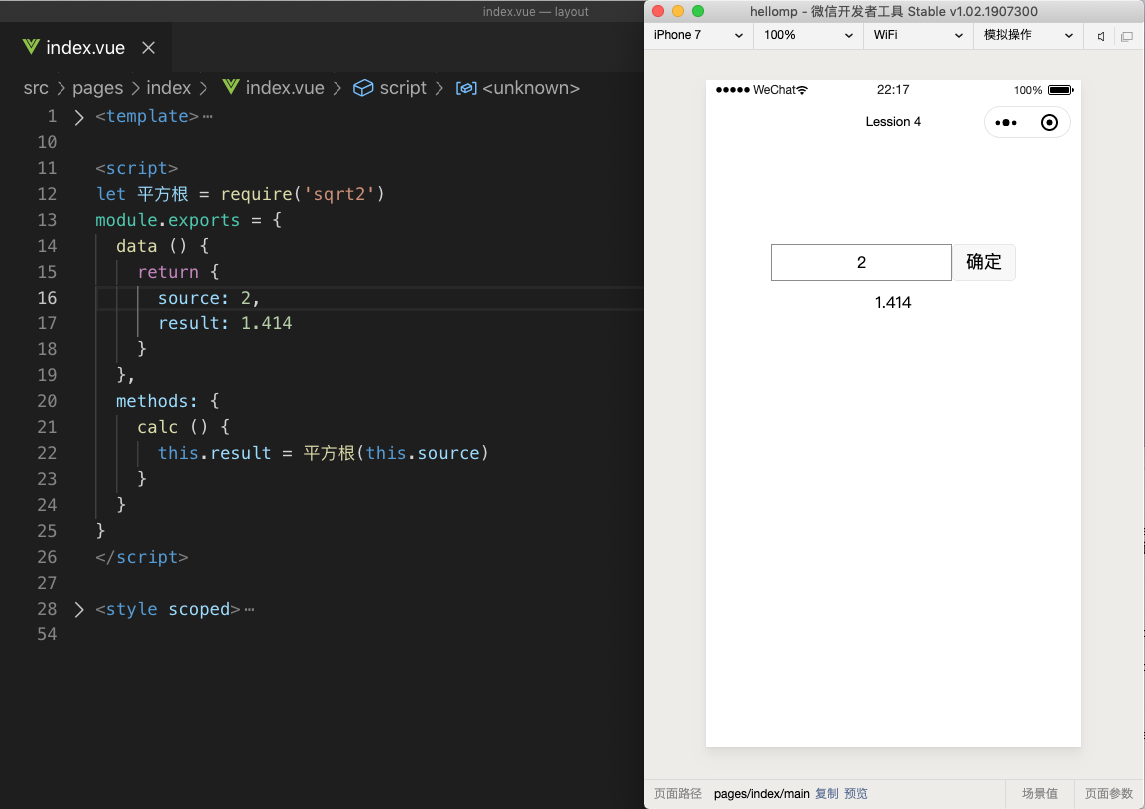 index.vue — layout
index.vue
src > pages > index > index.vue > script > <unknown>
1 <template>…
10
11 <script>
12 let 平方根 = require('sqrt2')
13 module.exports = {
14 data () {
15 return {
16 source: 2,
17 result: 1.414
18 }
19 },
20 methods: {
21 calc () {
22 this.result = 平方根(this.source)
23 }
24 }
25 }
26 </script>
27
28 <style scoped>…
54
hellomp - 微信开发者工具 Stable v1.02.1907300
iPhone 7 100% WiFi 模拟操作
WeChat 22:17 100%
Lession 4
2 确定
1.414
页面路径 pages/index/main 复制 预览 场景值 页面参数